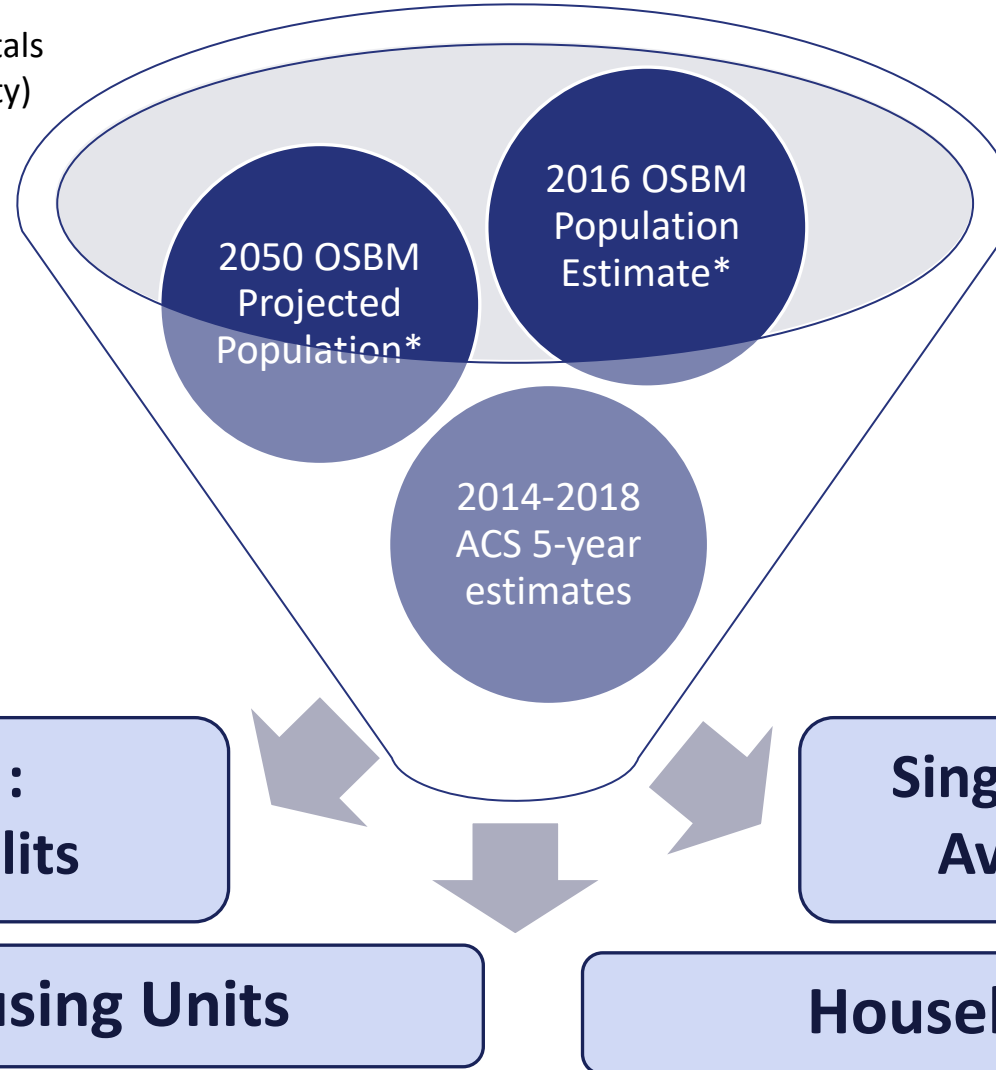 tals
ty)
2016 OSBM
Population
Estimate*
2050 OSBM
Projected
Population*
2014-2018
ACS 5-year
estimates
:
lits
Sing
Av
using Units
Househ